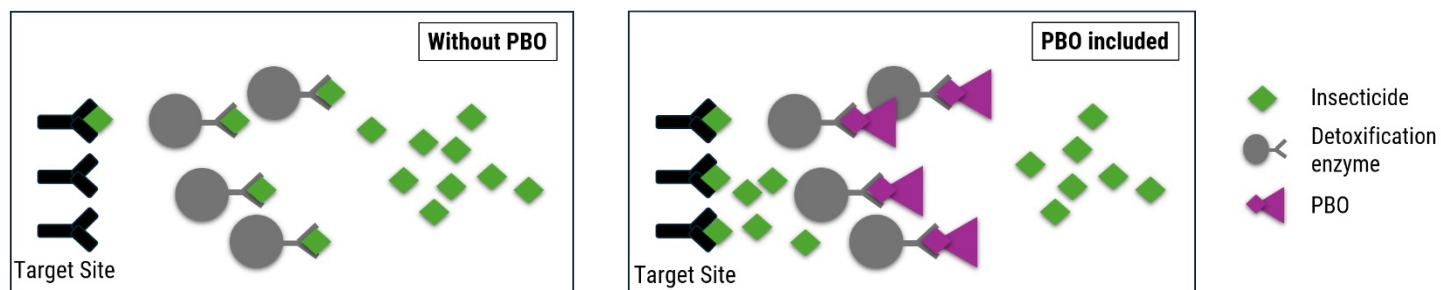 Without PBO
Target Site
PBO included
Target Site
Insecticide
Detoxification
enzyme
PBO